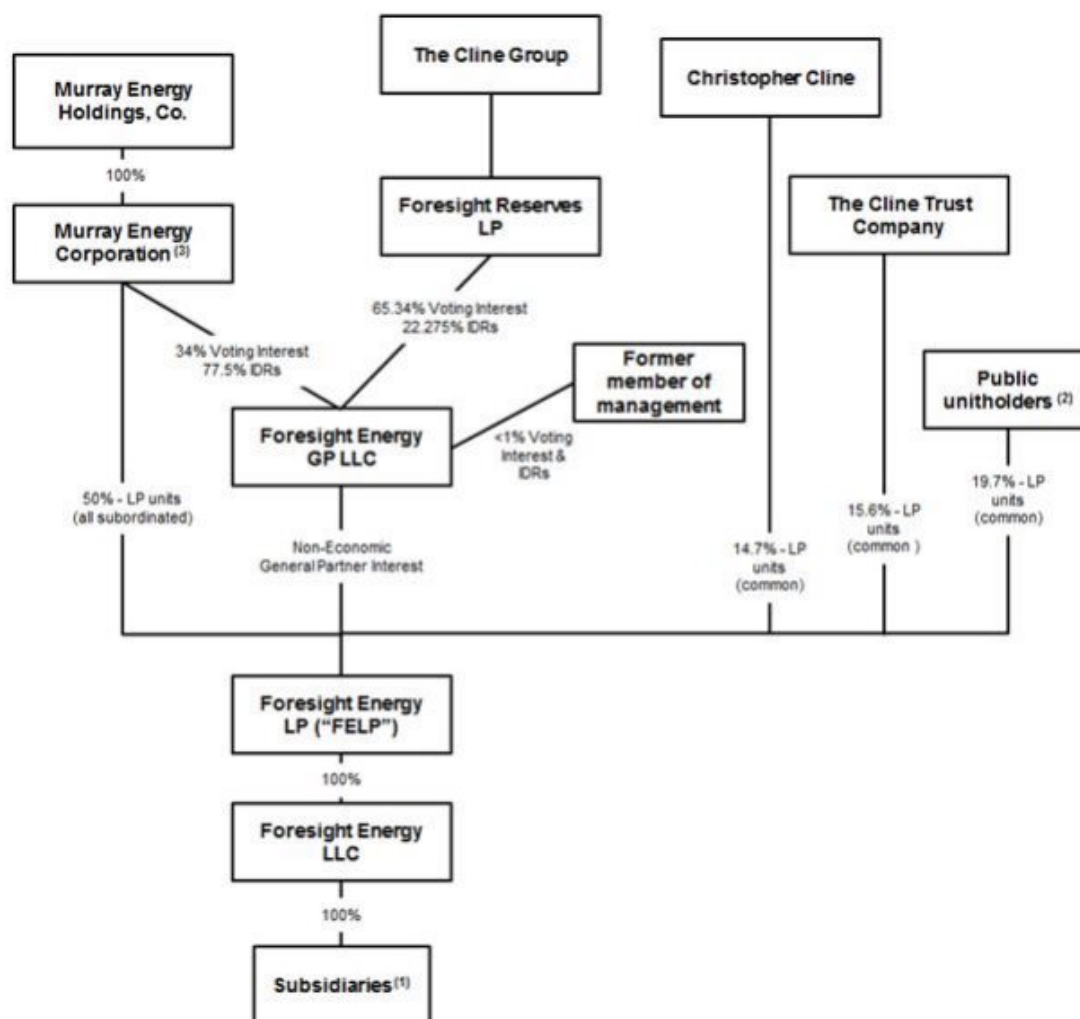 The Cline Group
Christopher Cline
Murray Energy
Holdings, Co.
100%
Foresight Reserves
LP
The Cline Trust
Company
Murray Energy
Corporation (3)
65.34% Voting Interest
22.275% IDRs
34% Voting Interest
77.5% IDRs
Former
member of
management
Public
unitholders (2)
Foresight Energy
GP LLC
<1% Voting
Interest &
IDRs
50% - LP units
(all subordinated)
19.7% - LP
units
(common)
15.6% - LP
units
(common )
14.7% - LP
units
(common)
Non-Economic
General Partner Interest
Foresight Energy
LP (“FELP”)
100%
Foresight Energy
LLC
100%
Subsidiaries (1)